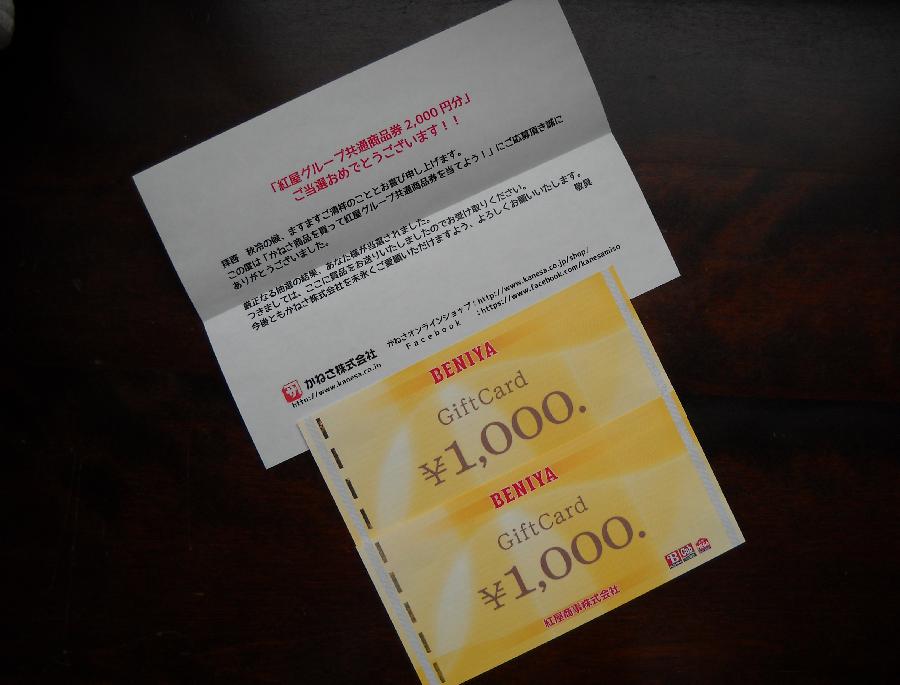 「紅屋グループ共通商品券 2,000 円分」
ご当選おめでとうございます！！
拝啓　秋冷の候、ますますご清祥のこととお喜び申し上げます。
この度は「かねさ商品を買って紅屋グループ共通商品券を当てよう！」にご応募頂き誠に
ありがとうございました。
厳正なる抽選の結果、あなた様が当選されました。
つきましては、ここに賞品をお送りいたしましたのでお受け取りください。
今後ともかねさ株式会社を末永くご愛顧いただけますよう、よろしくお願いいたします。
敬具
かねさオンラインショップ：http://www.kanesa.co.jp/shop/
Facebook　：https://www.facebook.com/kanesamiso
かねさ株式会社
http://www.kanesa.co.jp
BENIYA
GiftCard
¥1,000.
BENIYA
GiftCard
¥1,000.
紅屋商事株式会社